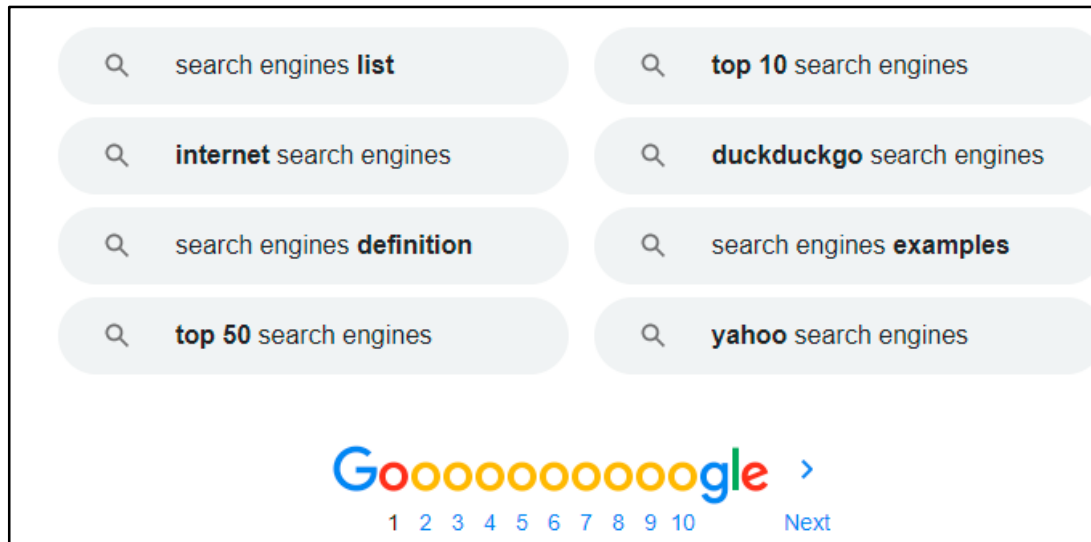 search engines list
top 10 search engines
internet search engines
duckduckgo search engines
search engines definition
search engines examples
top 50 search engines
yahoo search engines
Goooooooooogle >
1 2 3 4 5 6 7 8 9 10 Next